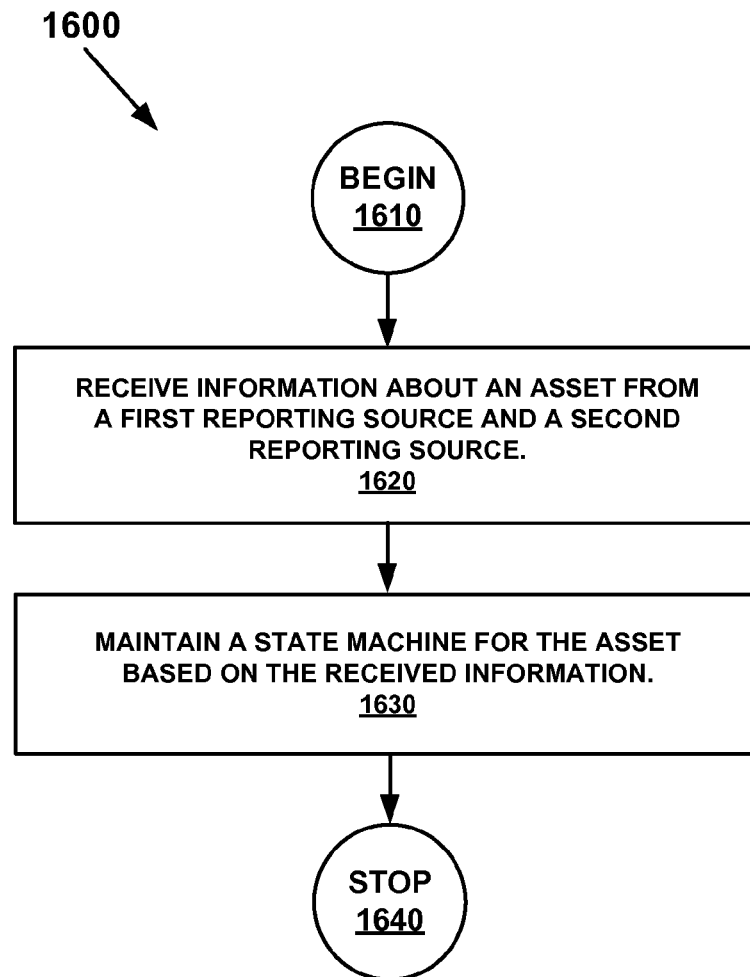 1600
BEGIN
1610
RECEIVE INFORMATION ABOUT AN ASSET FROM
A FIRST REPORTING SOURCE AND A SECOND
REPORTING SOURCE.
1620
MAINTAIN A STATE MACHINE FOR THE ASSET
BASED ON THE RECEIVED INFORMATION.
1630
STOP
1640